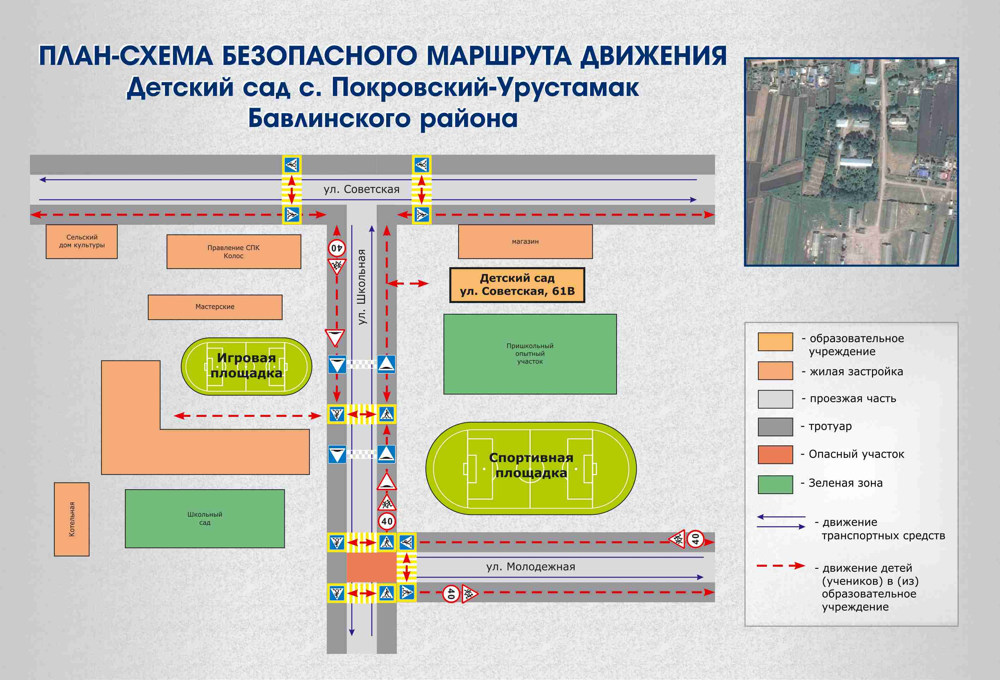 ПЛАН-СХЕМА БЕЗОПАСНОГО МАРШРУТА ДВИЖЕНИЯ
Детский сад с. Покровский-Урустамак
Бавлинского района
ул. Советская
Сельский
дом культуры
Правление СПК
Колос
40
ул. Школьная
магазин
Детский сад
ул. Советская, 61В
Мастерские
Игровая
площадка
Пришкольный
опытный
участок
Спортивная
площадка
Котельная
Школьный
сад
40
40
ул. Молодежная
40
- образовательное
учреждение
- жилая застройка
- проезжая часть
- тротуар
- Опасный участок
- Зеленая зона
- движение
транспортных средств
- движение детей
(учеников) в (из)
образовательное
учреждение